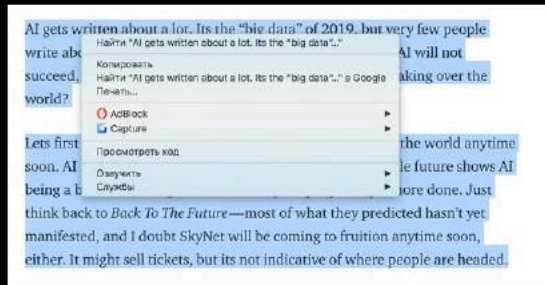 AI gets written about a lot. Its the “big data” of 2019, but very few people
write abo
AI will not
succeed,
aking over the
world?
Найти "AI gets written about a lot. Its the "big data"..."
Копировать
Найти "AI gets written about a lot. Its the "big data"..." в Google
Печать...
AdBlock
Capture
Просмотреть код
Озвучить
Службы
Lets first
the world anytime
soon. AI
le future shows AI
being a b
ore done. Just
think back to Back To The Future—most of what they predicted hasn’t yet
manifested, and I doubt SkyNet will be coming to fruition anytime soon,
either. It might sell tickets, but its not indicative of where people are headed.